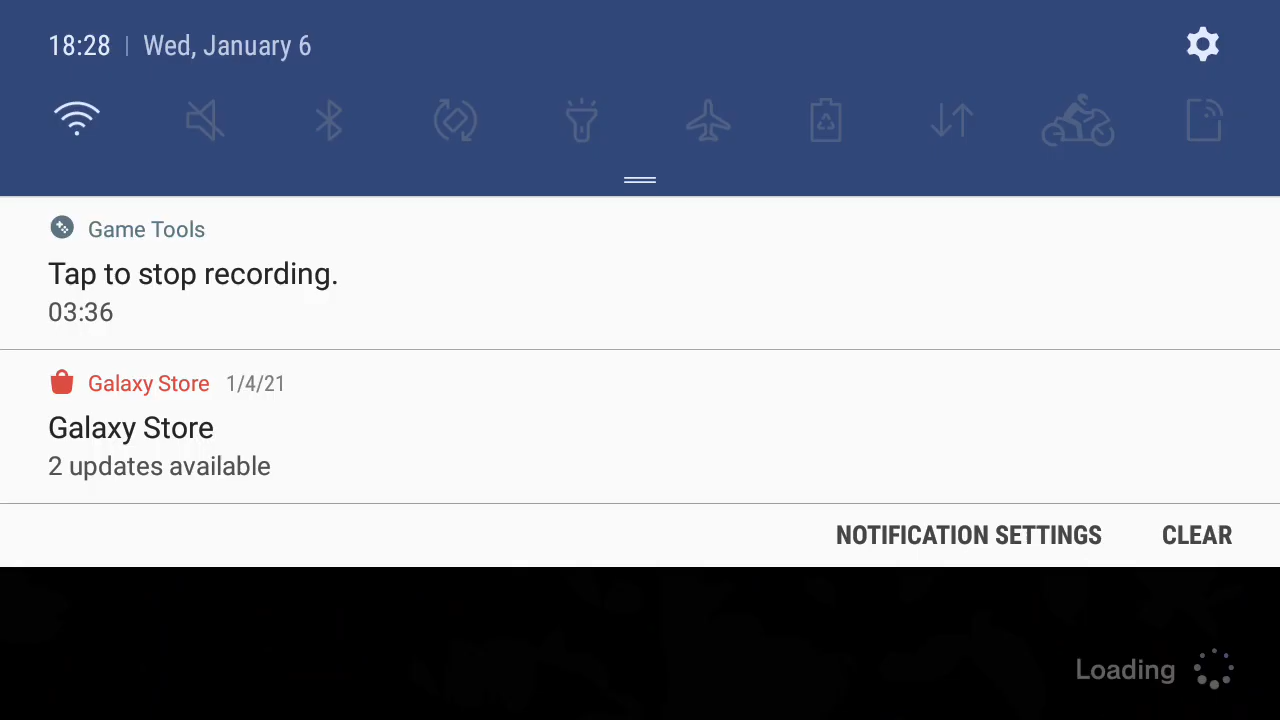 18:28 | Wed, January 6
Game Tools
Tap to stop recording.
03:36
Galaxy Store 1/4/21
Galaxy Store
2 updates available
NOTIFICATION SETTINGS CLEAR
Loading